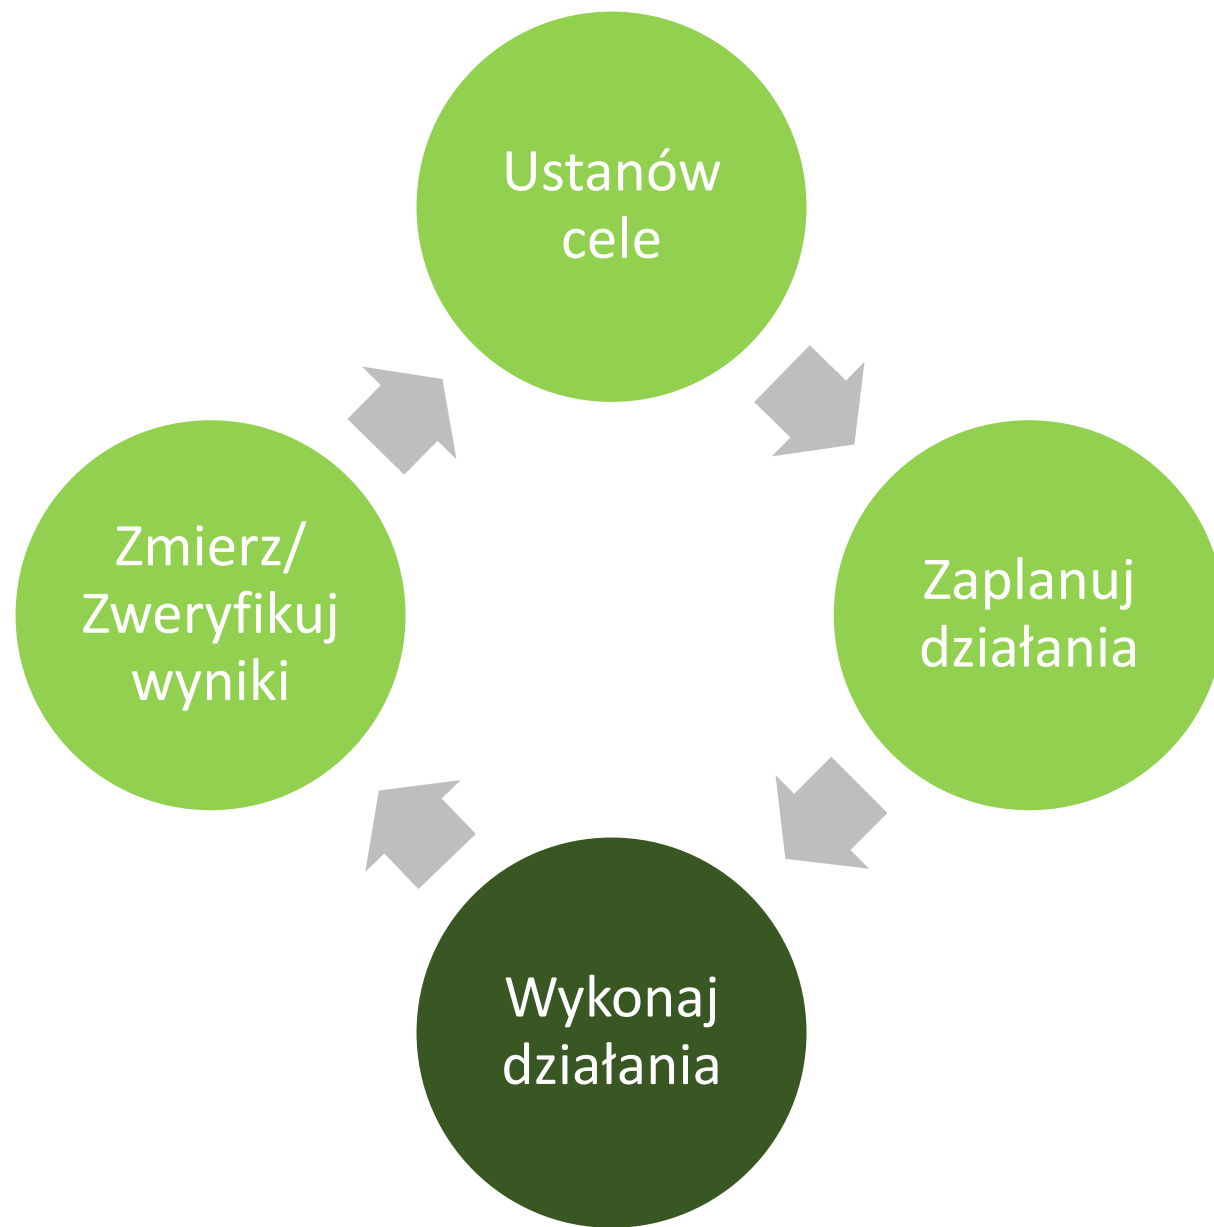 Ustanów
cele
Zaplanuj
działania
Wykonaj
działania
Zmierz/
Zweryfikuj
wyniki